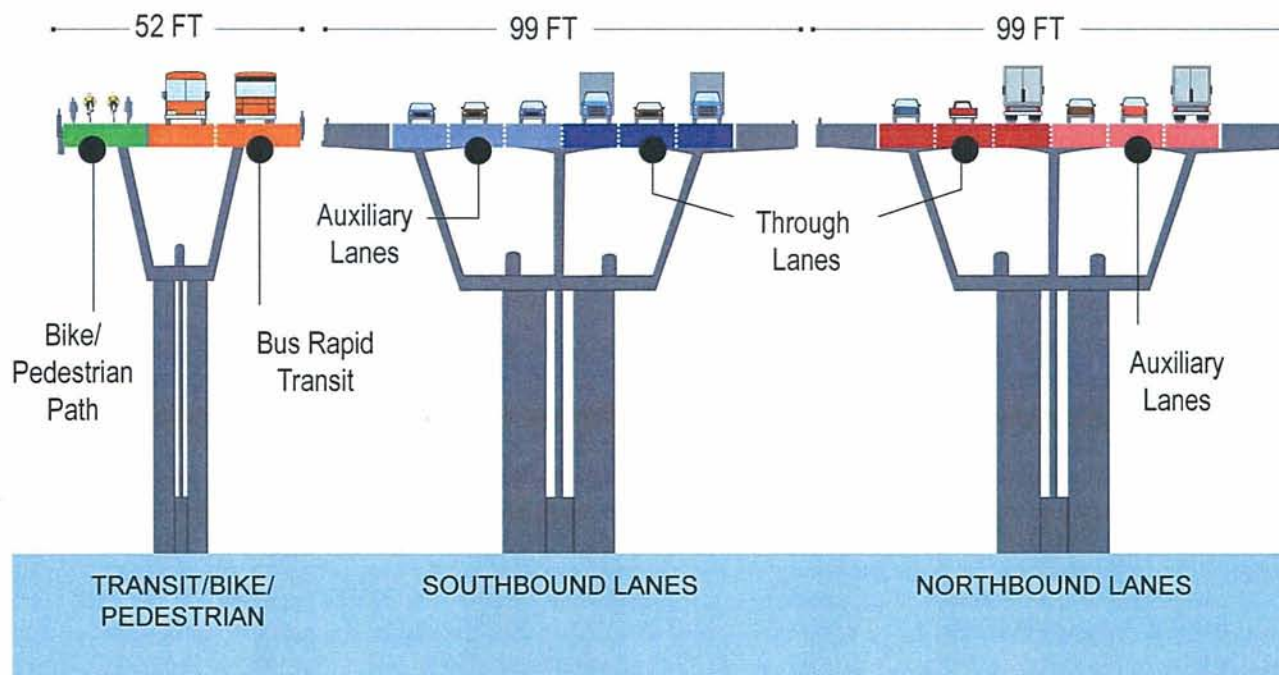 52 FT
99 FT
99 FT
Auxiliary
Lanes
Through
Lanes
Bike/
Pedestrian
Path
Bus Rapid
Transit
Auxiliary
Lanes
TRANSIT/BIKE/
PEDESTRIAN
SOUTHBOUND LANES
NORTHBOUND LANES